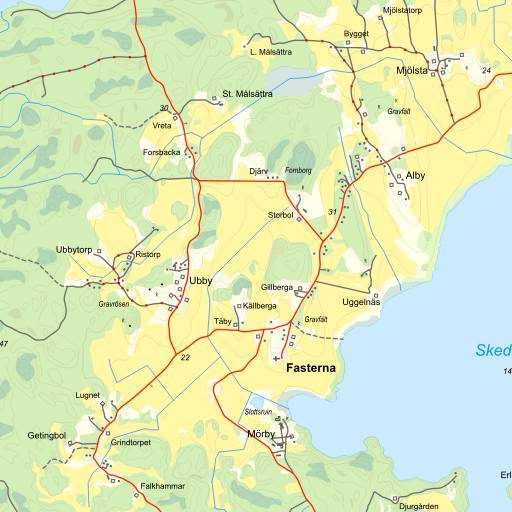 Mjölstatorp
Bygget
L. Målsättra
Mjölsta
24
St. Målsättra
30
Vreta
Gravfält
Forsbacka
Djärv
Fornborg
Alby
Storbol
31
Ubbytorp
Ristorp
Ubby
Gillberga
Uggelnäs
Gravrösen
Källberga
Täby
Gravfält
47
Sked
22
Fasterna
14
Lugnet
Slottsruin
Getingbol
Grindtorpet
Mörby
Falkhammar
Erl
Djurgården